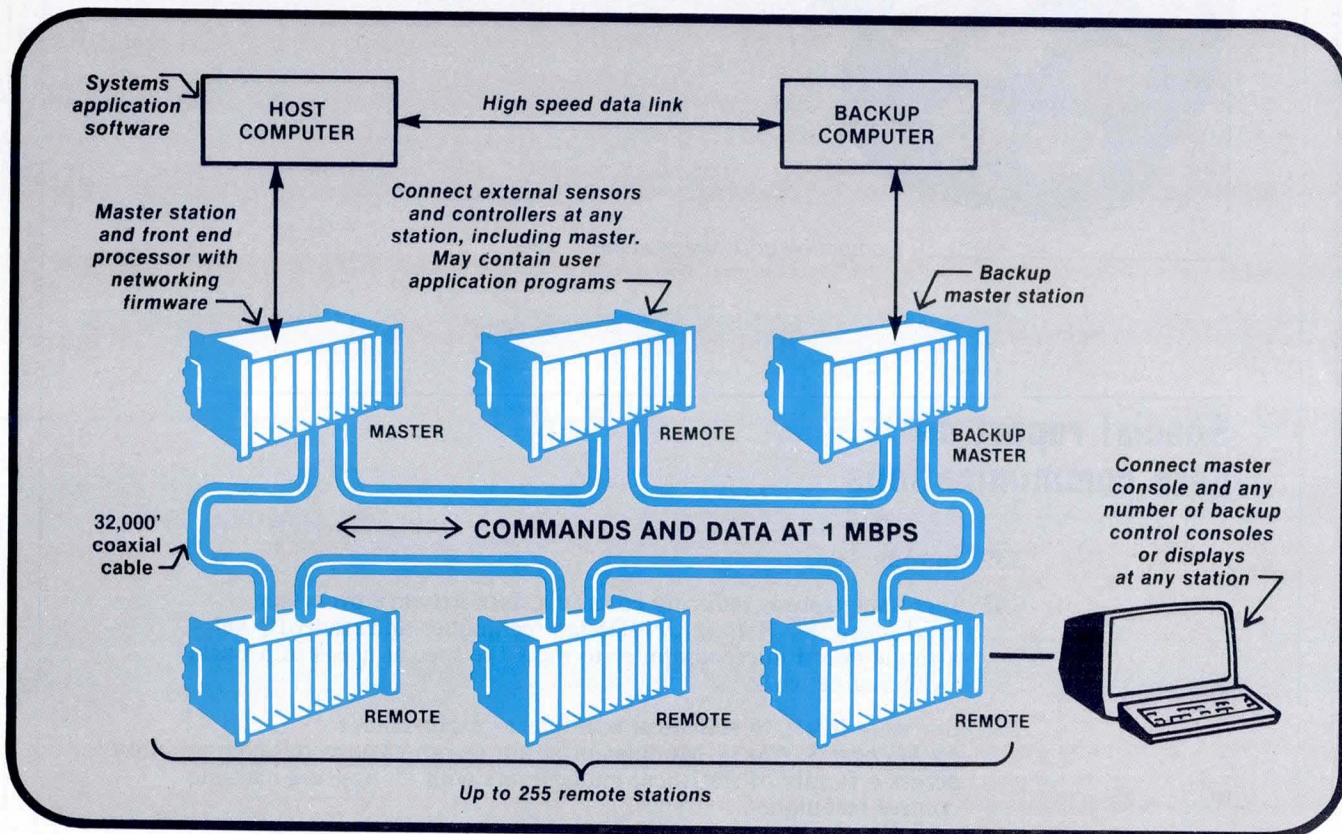 Systems
application
software
HOST
COMPUTER
High speed data link
BACKUP
COMPUTER
Master station
and front end
processor with
networking
firmware
Connect external sensors
and controllers at any
station, including master.
May contain user
application programs
Backup
master station
MASTER
REMOTE
BACKUP
MASTER
32,000'
coaxial
cable
COMMANDS AND DATA AT 1 MBPS
Connect master
console and any
number of backup
control consoles
or displays
at any station
REMOTE
REMOTE
REMOTE
Up to 255 remote stations